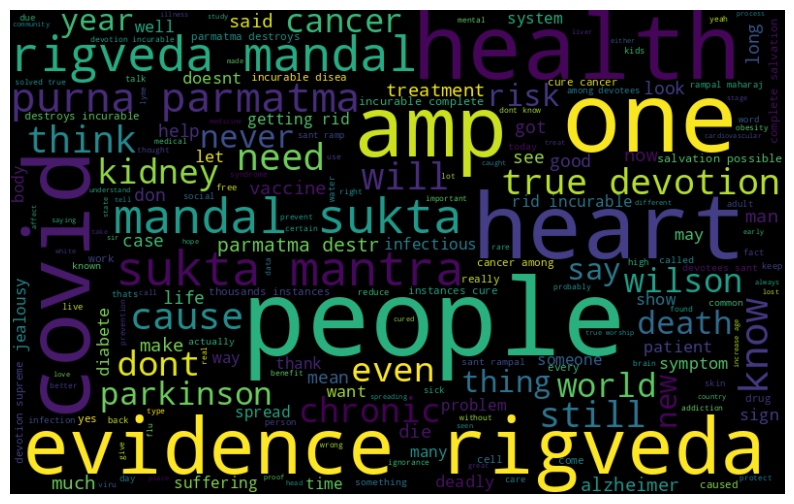 year
cancer
said
system
health
rigveda mandal
well
parmatma destroys
long
purna parmatma
doesnt
incurable disea
treatment
risk
look
cure cancer
among devotees
rampal maharaj
complete salvation
destroys incurable
getting rid
incurable complete
amp
one
think
help
never
sant ramp
got
dont know
need
kidney
let
will
see
good
now
salvation possible
body
don
vaccine
true devotion
covid
mandal sukta
heart
rid incurable
man
case
parmatma destr
infectious
may
sukta mantra
cancer among
say
wilson
know
jealousy
life
thousands instances
really
instances cure
show
common
cause
people
death
make
diabete
way
actually
thank
someone
patient
dont
even
thing
symptom
parkinson
mean
want
sant rampal
world
new
drug
sign
chronic
problem
still
devotion supreme
yes
spread
die
evidence rigveda
much
suffering
head
time
many
deadly
alzheimer
caused
due
community
illness
devotion incurable
solved true
talk
made
study
mental
liver
either
yeah
process
kids
lyme
medicine
syndrome
medical
thought
today
treat
stage
word
obesity
cardiovascular
caught
use
lot
free
social
water
right
important
different
adult
early
understand
tell
state
affect
saying
take
sir
hope
prevent
certain
rare
fact
high
called
devotees sant
keep
white
work
data
known
live
thats
call
reduce
probably
always
found
lost
prevention
cured
true worship
increase age
love
better
real
benefit
every
brain
skin
country
addiction
spreading
sick
without
infection
back
type
flu
person
seen
wrong
give
cell
come
ignorance
great
viru
day
place
something
proof
care
protect